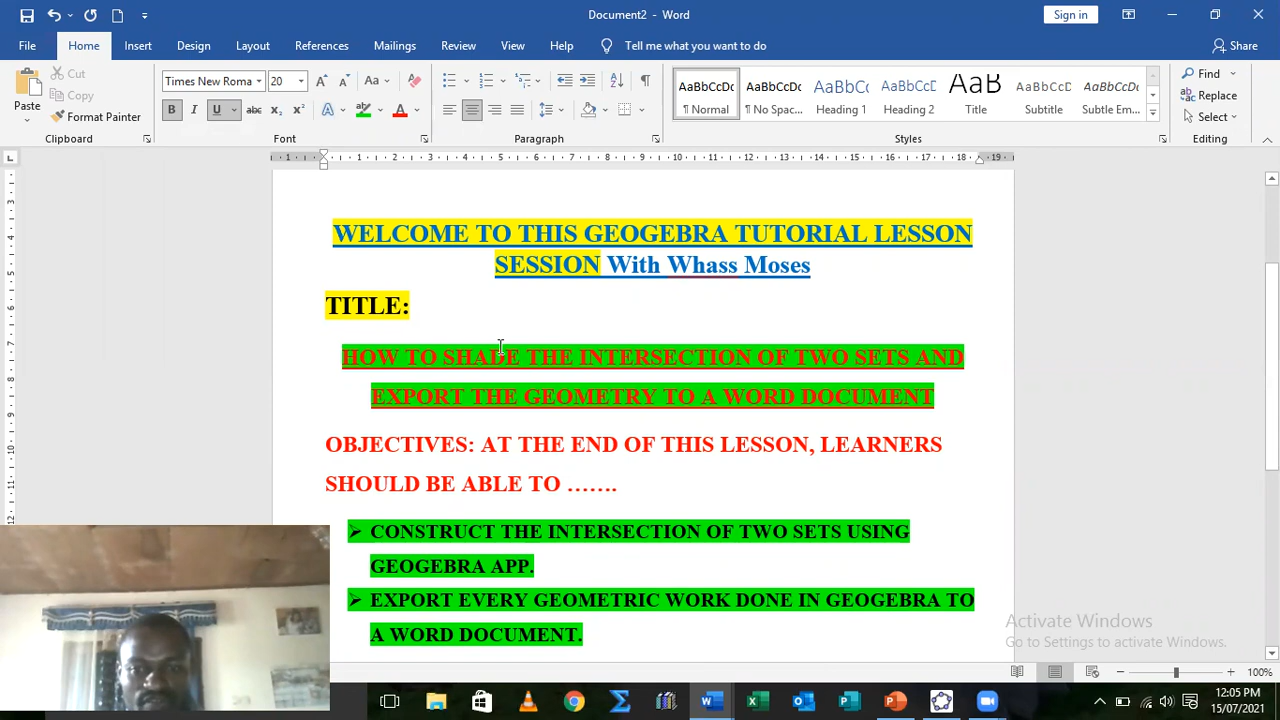 Document2 - Word
Sign in
File Home Insert Design Layout References Mailings Review View Help Tell me what you want to do Share
Paste
Cut
Copy
Format Painter
Clipboard
Times New Roma 20
Font
Paragraph
AaBbCcDd AaBbCcDd AaBbCc AaBbCcD AaB AaBbCcD AaBbCcDd
¶ Normal ¶ No Spac... Heading 1 Heading 2 Title Subtitle Subtle Em...
Styles
Find
Replace
Select
Editing
WELCOME TO THIS GEOGEBRA TUTORIAL LESSON
SESSION With Whass Moses
TITLE:
HOW TO SHADE THE INTERSECTION OF TWO SETS AND
EXPORT THE GEOMETRY TO A WORD DOCUMENT
OBJECTIVES: AT THE END OF THIS LESSON, LEARNERS
SHOULD BE ABLE TO …….
➢ CONSTRUCT THE INTERSECTION OF TWO SETS USING
GEOGEBRA APP.
➢ EXPORT EVERY GEOMETRIC WORK DONE IN GEOGEBRA TO
A WORD DOCUMENT.
Activate Windows
Go to Settings to activate Windows.
100%
12:05 PM
15/07/2021